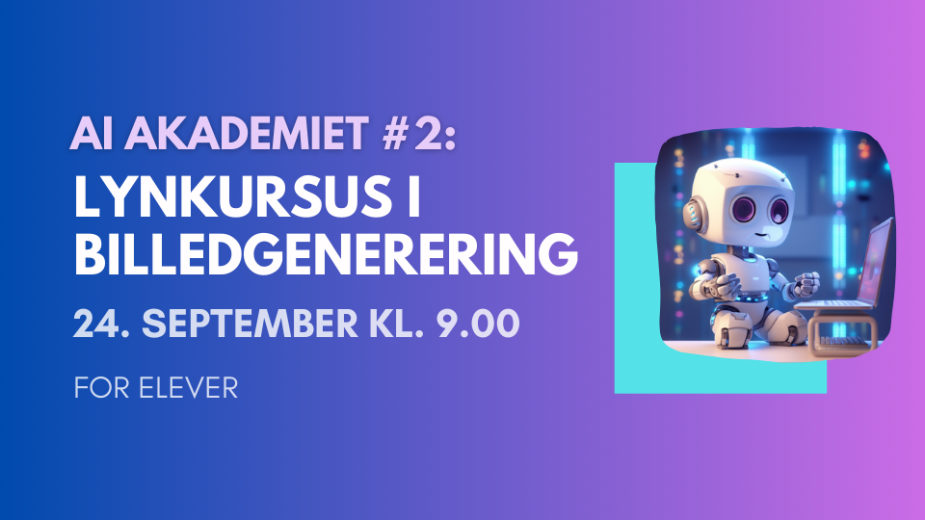 AI AKADEMIET #2:
LYNKURSUS I
BILLEDGENERERING
24. SEPTEMBER KL. 9.00
FOR ELEVER